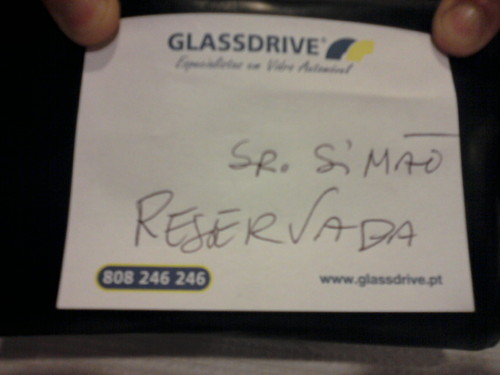 GLASSDRIVE®
Especialistas em Vidro Automóvel
SR. SiMÃO
RESERVADA
808 246 246
www.glassdrive.pt